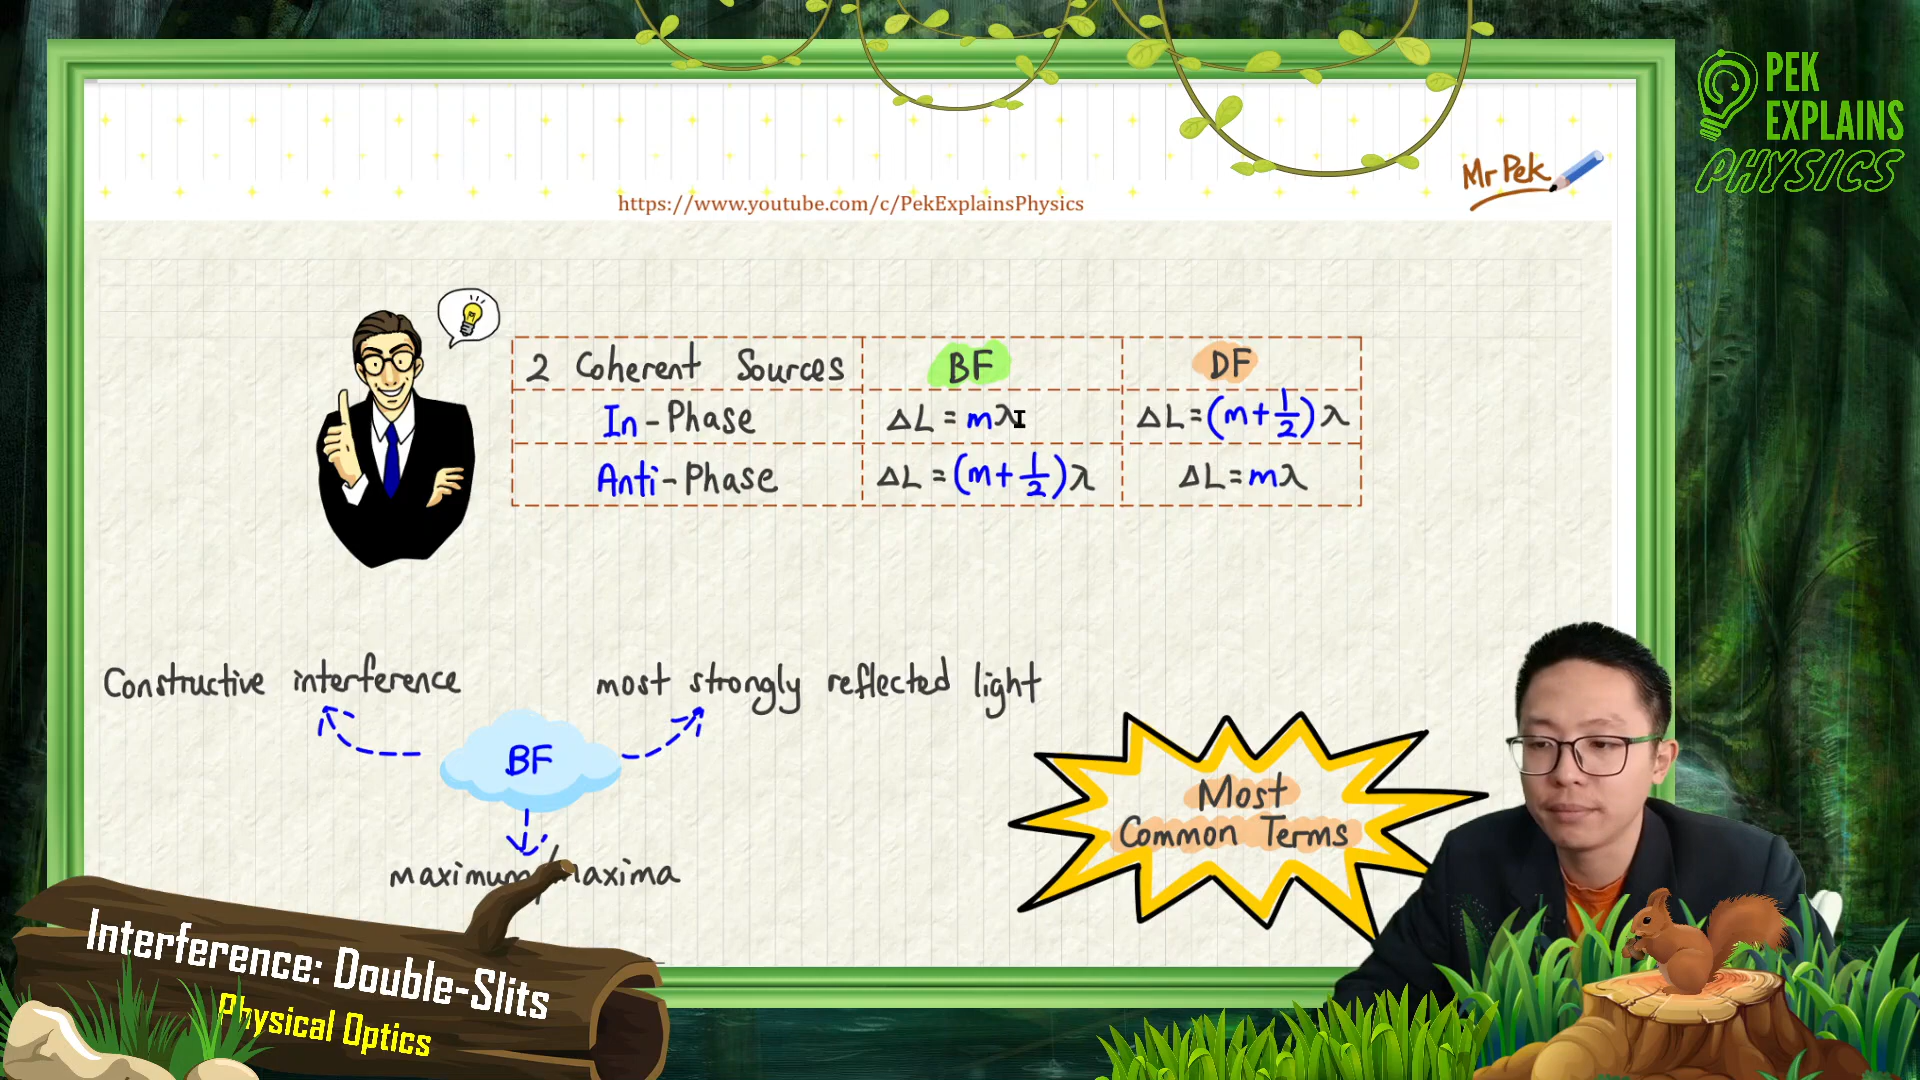 PEK
EXPLAINS
PHYSICS
Mr Pek
https://www.youtube.com/c/PekExplainsPhysics
2 Coherent Sources BF DF
In-Phase ΔL = mλ ΔL = (m + 1/2) λ
Anti-Phase ΔL = (m + 1/2) λ ΔL = mλ
Constructive interference most strongly reflected light
BF
maximum/maxima
Most
Common Terms
Interference: Double-Slits
Physical Optics